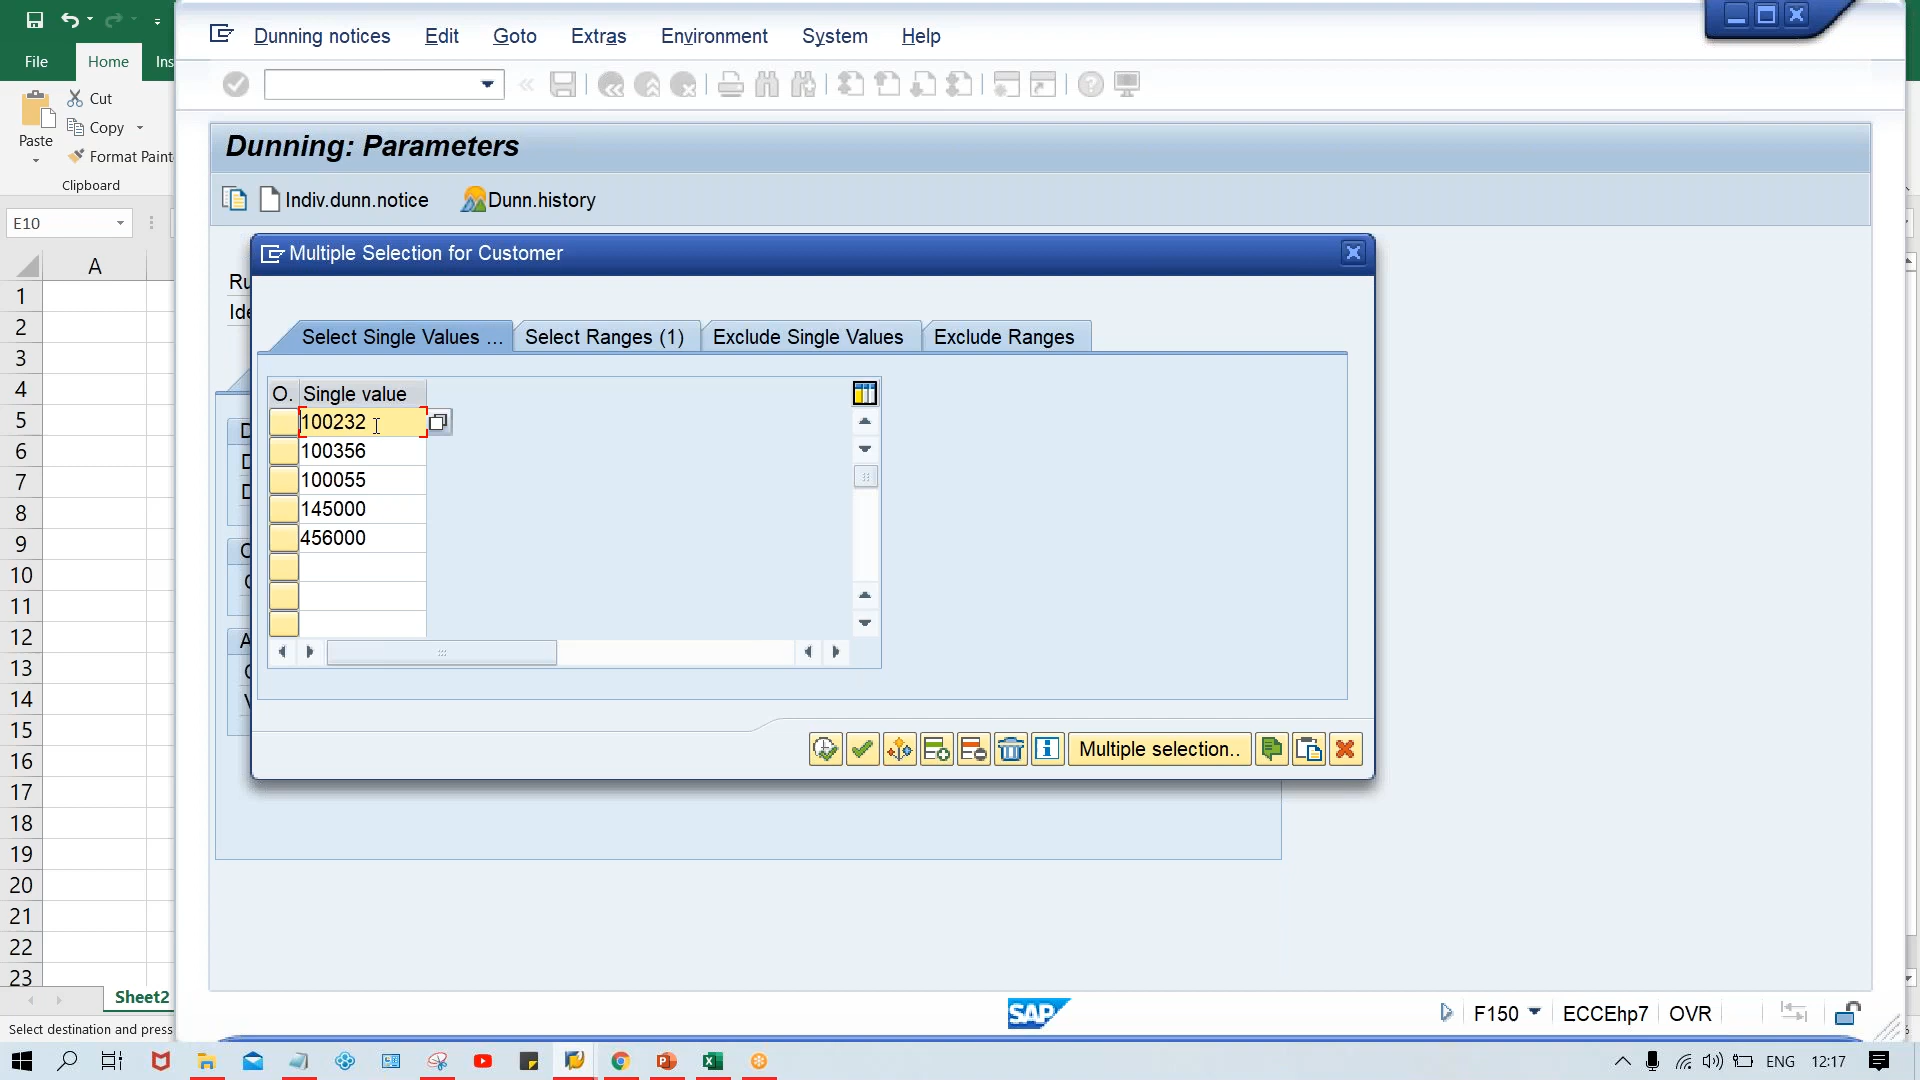 File
Home
Ins
Cut
Copy
Paste
Format Paint
Clipboard
E10
A
1
2
3
4
5
6
7
8
9
10
11
12
13
14
15
16
17
18
19
20
21
22
23
Sheet2
Select destination and press
Dunning notices Edit Goto Extras Environment System Help
Dunning: Parameters
Indiv.dunn.notice Dunn.history
Ru
Ide
Multiple Selection for Customer
Select Single Values ... Select Ranges (1) Exclude Single Values Exclude Ranges
O. Single value
100232
100356
100055
145000
456000
Multiple selection..
SAP
F150 ECCEhp7 OVR
ENG 12:17